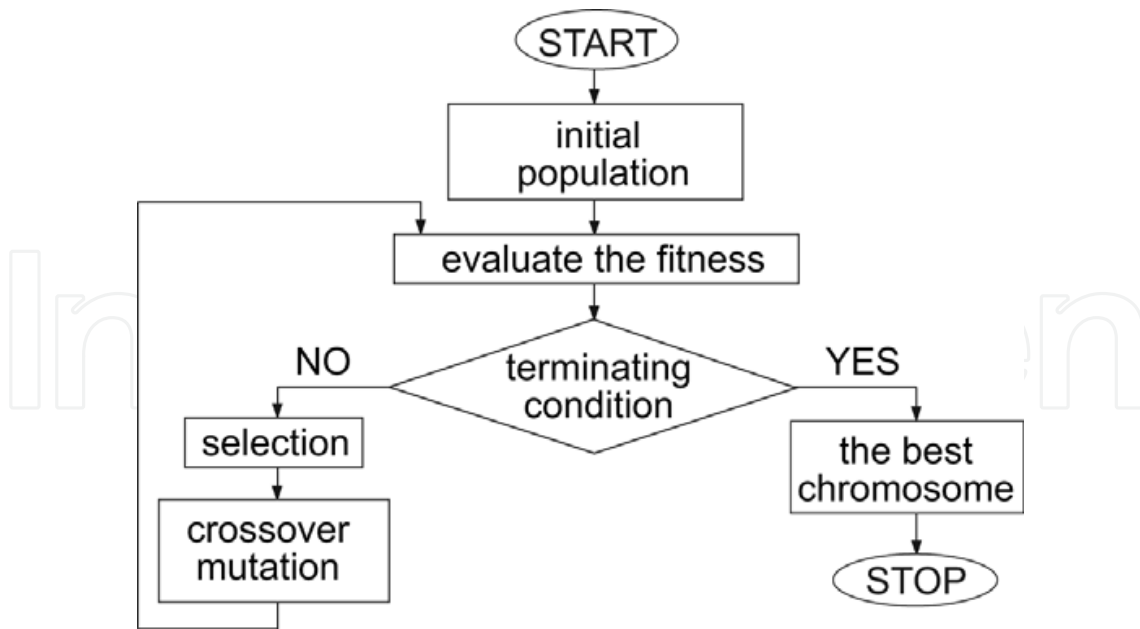 START
initial
population
evaluate the fitness
NO
terminating
condition
YES
selection
the best
chromosome
crossover
mutation
STOP